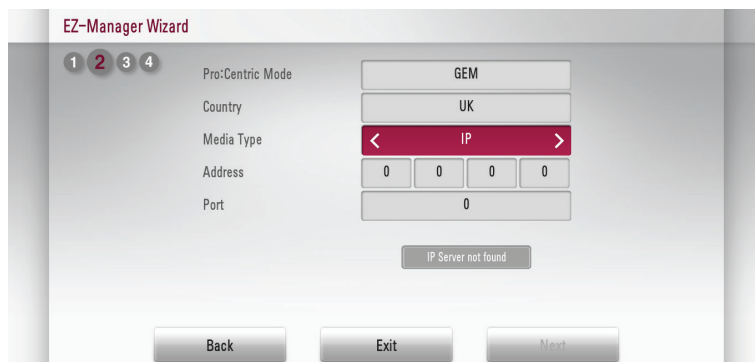 EZ-Manager Wizard
1 2 3 4
Pro:Centric Mode GEM
Country UK
Media Type < IP >
Address 0 0 0 0
Port 0
IP Server not found
Back Exit Next